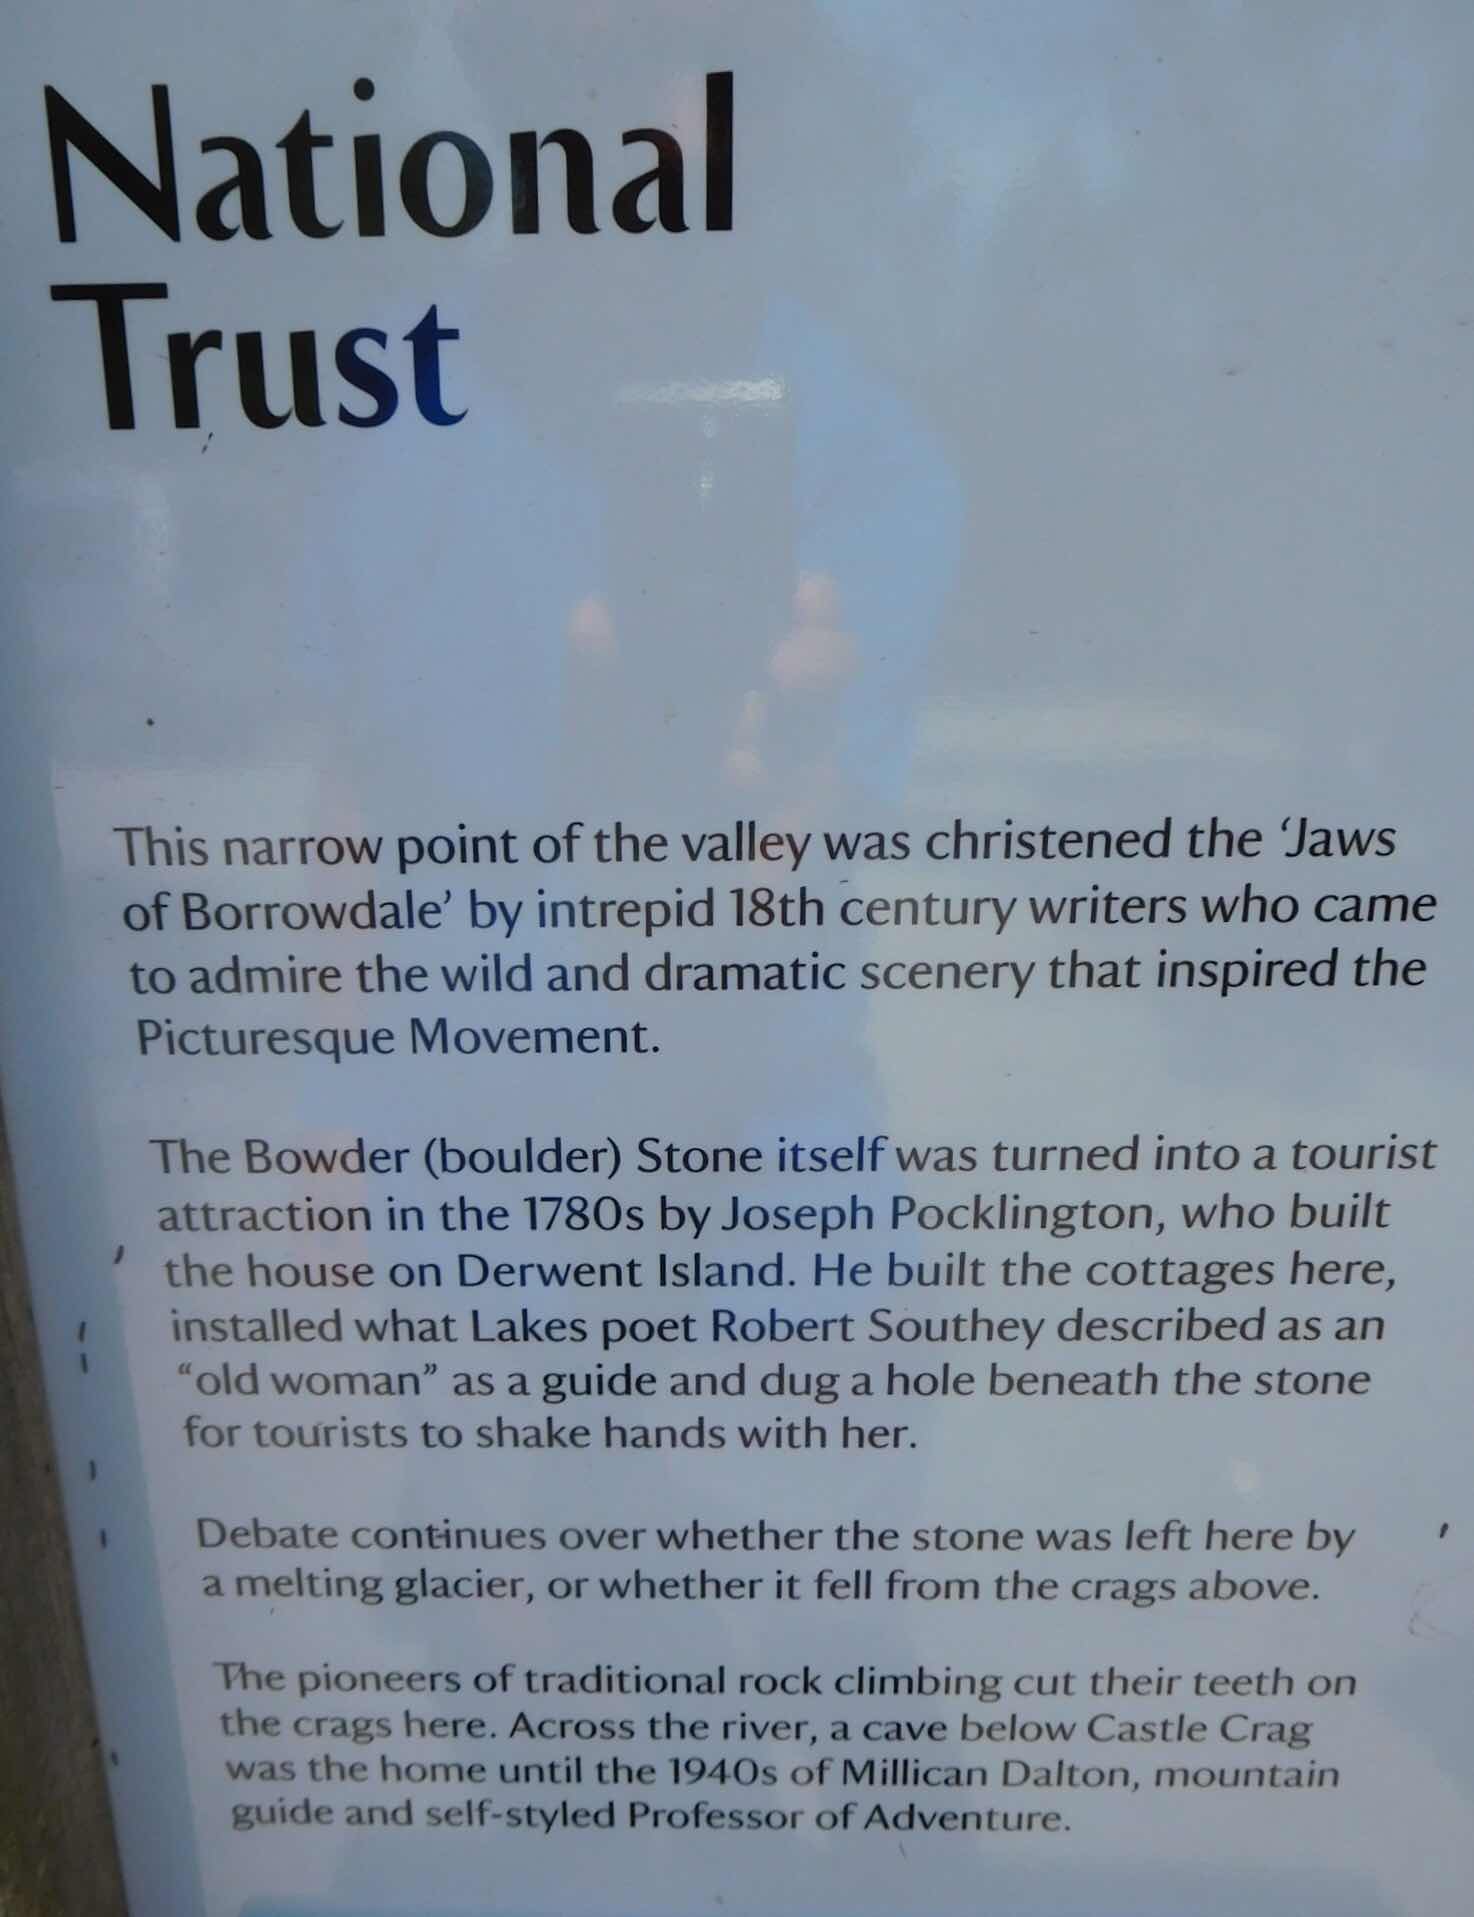 National
Trust
This narrow point of the valley was christened the ‘Jaws
of Borrowdale’ by intrepid 18th century writers who came
to admire the wild and dramatic scenery that inspired the
Picturesque Movement.
The Bowder (boulder) Stone itself was turned into a tourist
attraction in the 1780s by Joseph Pocklington, who built
the house on Derwent Island. He built the cottages here,
installed what Lakes poet Robert Southey described as an
“old woman” as a guide and dug a hole beneath the stone
for tourists to shake hands with her.
Debate continues over whether the stone was left here by
a melting glacier, or whether it fell from the crags above.
The pioneers of traditional rock climbing cut their teeth on
the crags here. Across the river, a cave below Castle Crag
was the home until the 1940s of Millican Dalton, mountain
guide and self-styled Professor of Adventure.